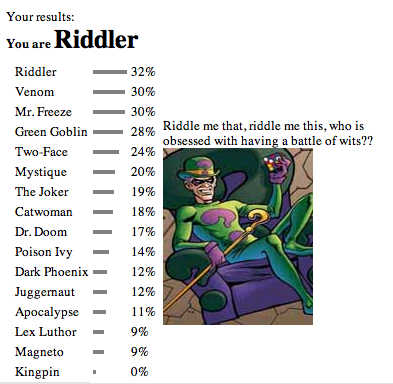 Your results:
You are Riddler
Riddler 32%
Venom 30%
Mr. Freeze 30%
Green Goblin 28%
Two-Face 24%
Mystique 20%
The Joker 19%
Catwoman 18%
Dr. Doom 17%
Poison Ivy 14%
Dark Phoenix 12%
Juggernaut 12%
Apocalypse 11%
Lex Luthor 9%
Magneto 9%
Kingpin 0%
Riddle me that, riddle me this, who is
obsessed with having a battle of wits??